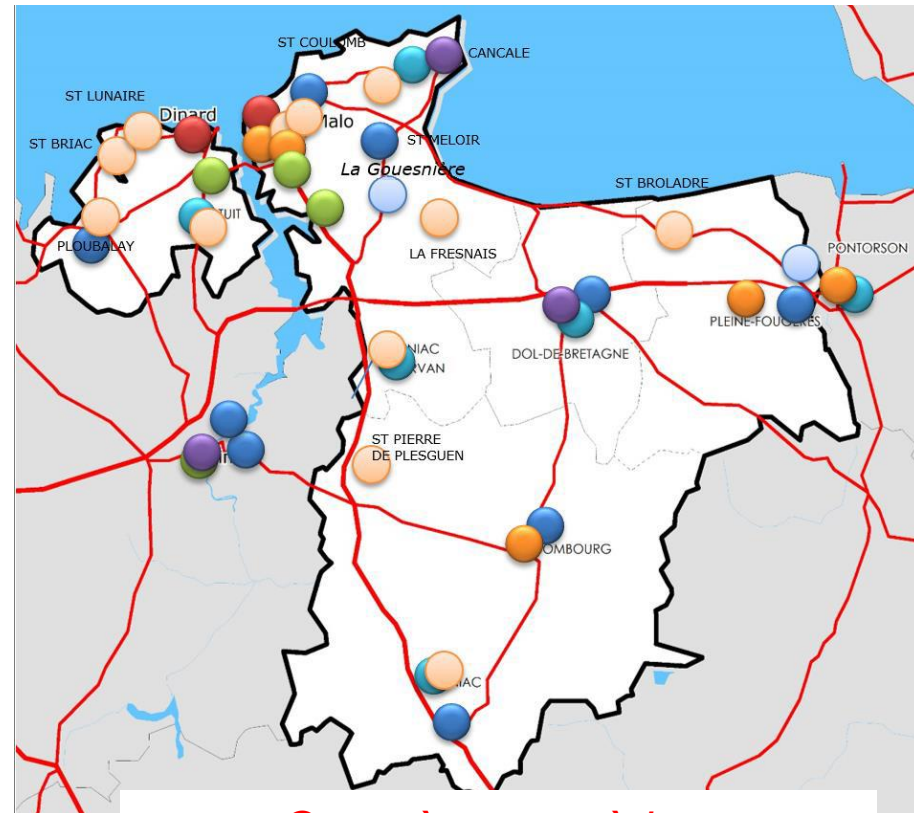 ST COULOMB
CANCALE
ST LUNAIRE
Dinard
Malo
ST BRIAC
ST MELOIR
La Gouesnière
ST BROLADRE
PLOUBALAY
LA FRESNAIS
PONTORSON
PLEINE-FOUGERES
DOL-DE-BRETAGNE
ST PIERRE
DE PLESGUEN
OMBOURG